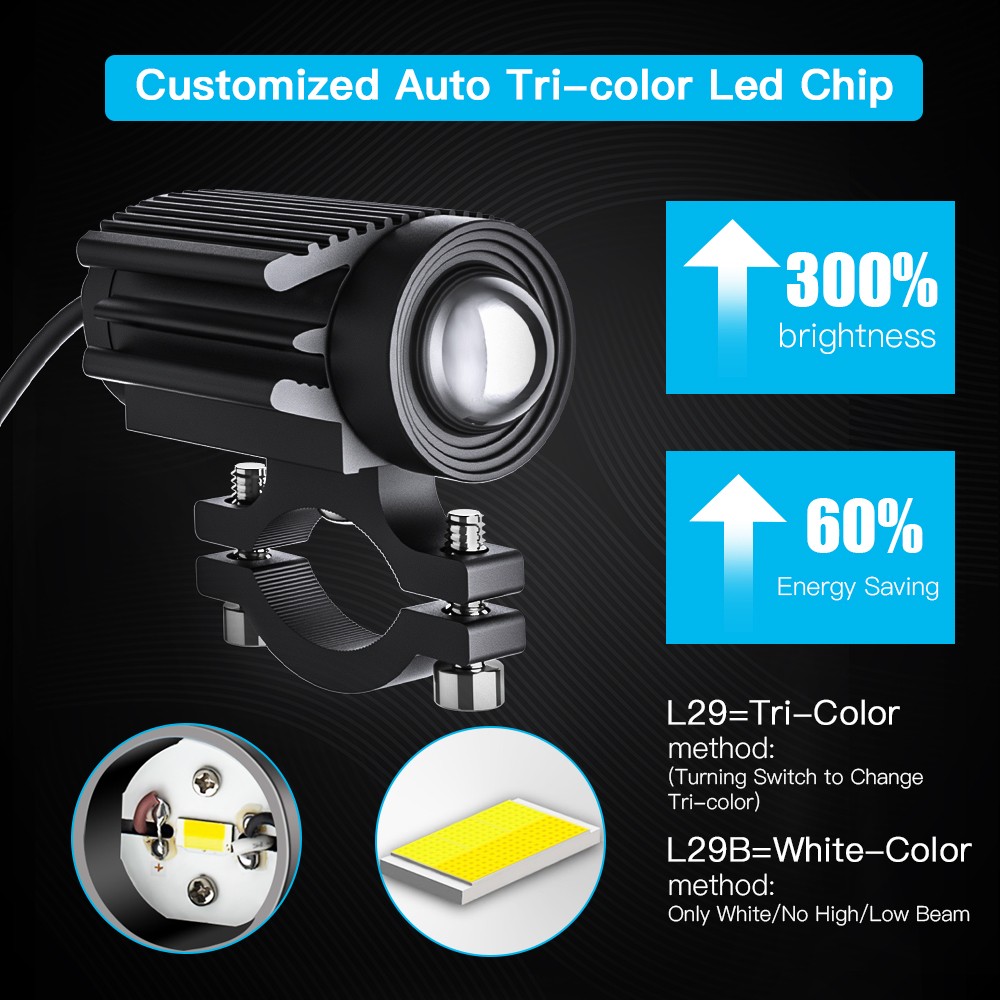 Customized Auto Tri-color Led Chip
300%
brightness
60%
Energy Saving
L29=Tri-Color
method:
(Turning Switch to Change
Tri-color)
L29B=White-Color
method:
Only White/No High/Low Beam
+